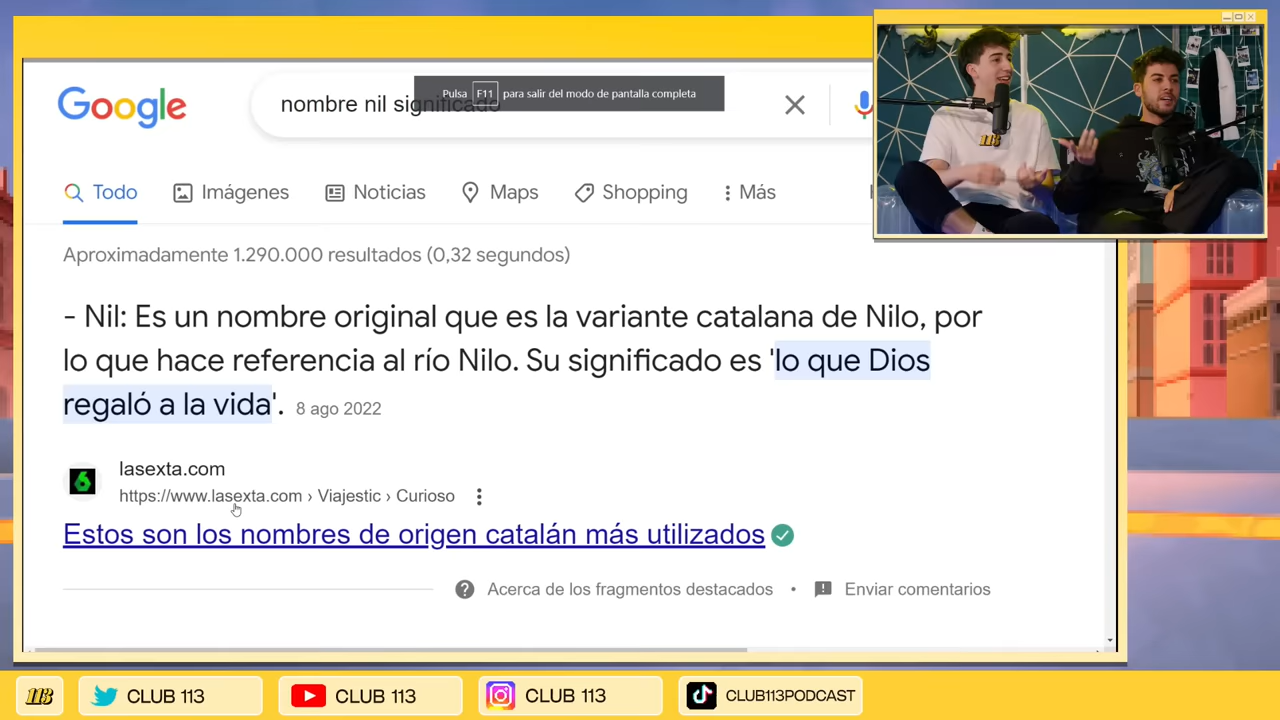 Google
nombre nil significado
Pulsa F11 para salir del modo de pantalla completa
Todo
Imágenes
Noticias
Maps
Shopping
Más
Aproximadamente 1.290.000 resultados (0,32 segundos)
- Nil: Es un nombre original que es la variante catalana de Nilo, por
lo que hace referencia al río Nilo. Su significado es 'lo que Dios
regaló a la vida'. 8 ago 2022
lasexta.com
https://www.lasexta.com › Viajestic › Curioso
Estos son los nombres de origen catalán más utilizados
Acerca de los fragmentos destacados • Enviar comentarios
113
113
CLUB 113
CLUB 113
CLUB 113
CLUB113PODCAST